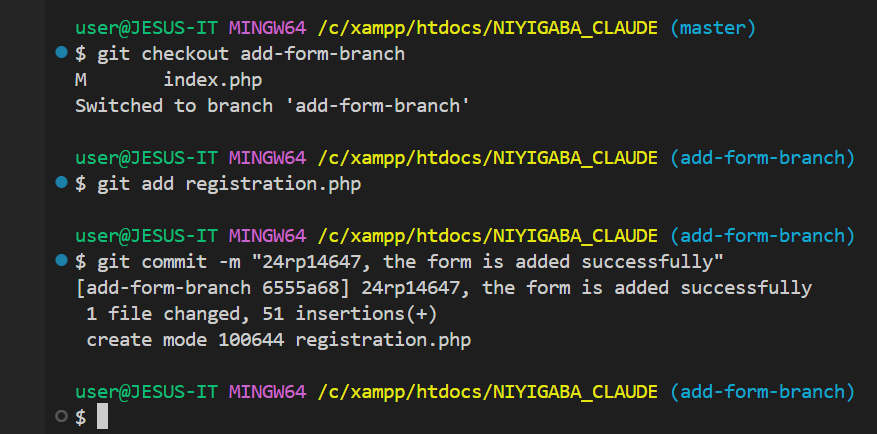 user@JESUS-IT MINGW64 /c/xampp/htdocs/NIYIGABA_CLAUDE (master)
$ git checkout add-form-branch
M       index.php
Switched to branch 'add-form-branch'
user@JESUS-IT MINGW64 /c/xampp/htdocs/NIYIGABA_CLAUDE (add-form-branch)
$ git add registration.php
user@JESUS-IT MINGW64 /c/xampp/htdocs/NIYIGABA_CLAUDE (add-form-branch)
$ git commit -m "24rp14647, the form is added successfully"
[add-form-branch 6555a68] 24rp14647, the form is added successfully
 1 file changed, 51 insertions(+)
 create mode 100644 registration.php
user@JESUS-IT MINGW64 /c/xampp/htdocs/NIYIGABA_CLAUDE (add-form-branch)
$